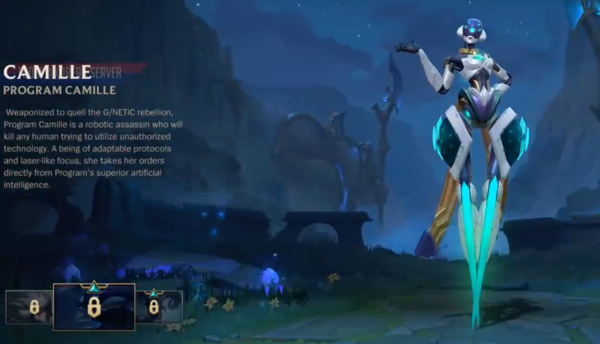 CAMILLE
SERVER
PROGRAM CAMILLE
Weaponized to quell the G/NETIC rebellion,
Program Camille is a robotic assassin who will
kill any human trying to utilize unauthorized
technology. A being of adaptable protocols
and laser-like focus, she takes her orders
directly from Program's superior artificial
intelligence.